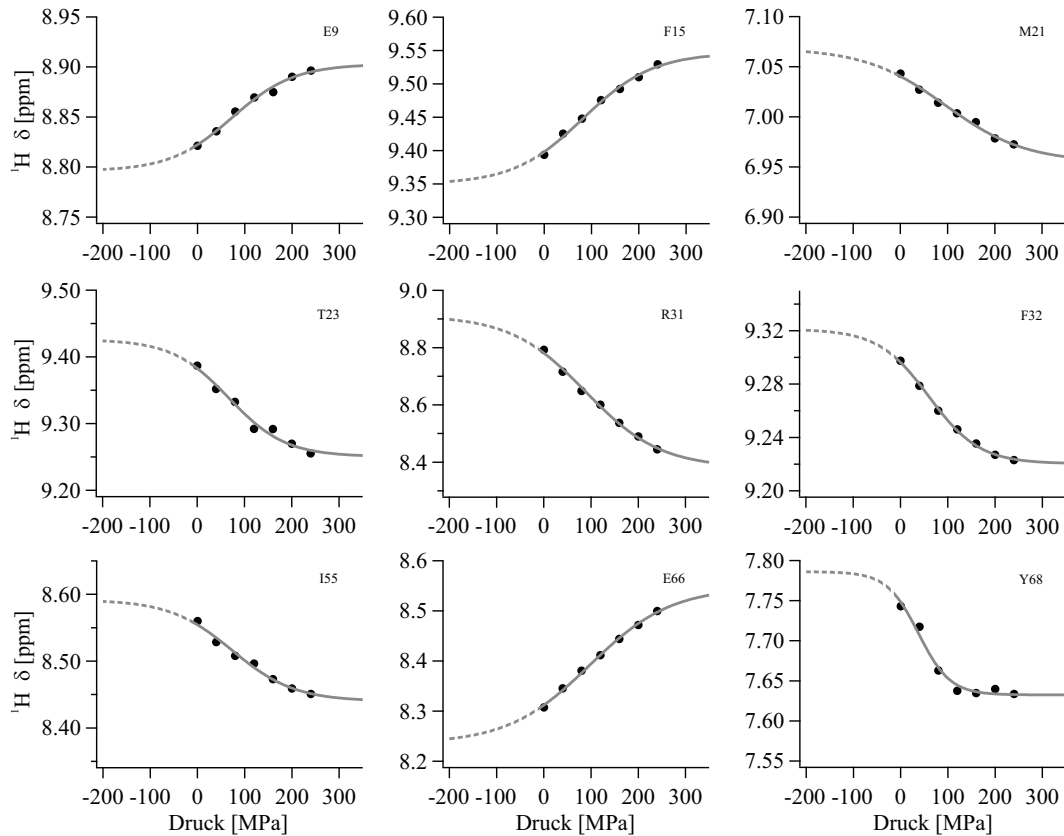 8.95
8.90
8.85
8.80
8.75
¹H δ [ppm]
E9
-200 -100 0 100 200 300
9.60
9.55
9.50
9.45
9.40
9.35
9.30
F15
-200 -100 0 100 200 300
7.10
7.05
7.00
6.95
6.90
M21
-200 -100 0 100 200 300
9.50
9.40
9.30
9.20
¹H δ [ppm]
T23
-200 -100 0 100 200 300
9.0
8.8
8.6
8.4
R31
-200 -100 0 100 200 300
9.32
9.28
9.24
9.20
F32
-200 -100 0 100 200 300
8.60
8.50
8.40
¹H δ [ppm]
I55
-200 -100 0 100 200 300
Druck [MPa]
8.6
8.5
8.4
8.3
8.2
E66
-200 -100 0 100 200 300
Druck [MPa]
7.80
7.75
7.70
7.65
7.60
7.55
Y68
-200 -100 0 100 200 300
Druck [MPa]